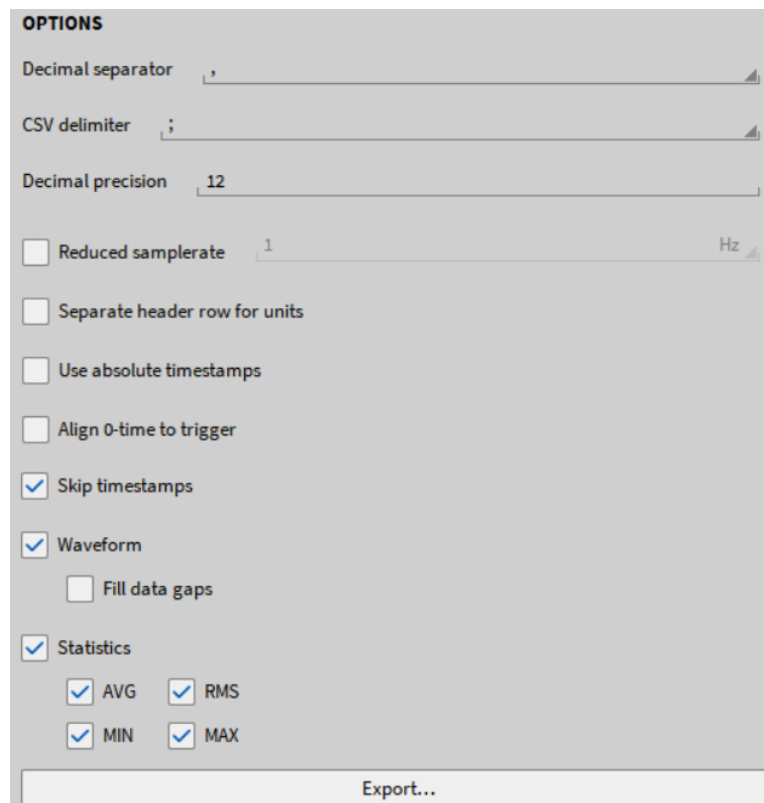 OPTIONS
Decimal separator ,
CSV delimiter ;
Decimal precision 12
Reduced samplerate 1 Hz
Separate header row for units
Use absolute timestamps
Align 0-time to trigger
Skip timestamps
Waveform
Fill data gaps
Statistics
AVG RMS
MIN MAX
Export...